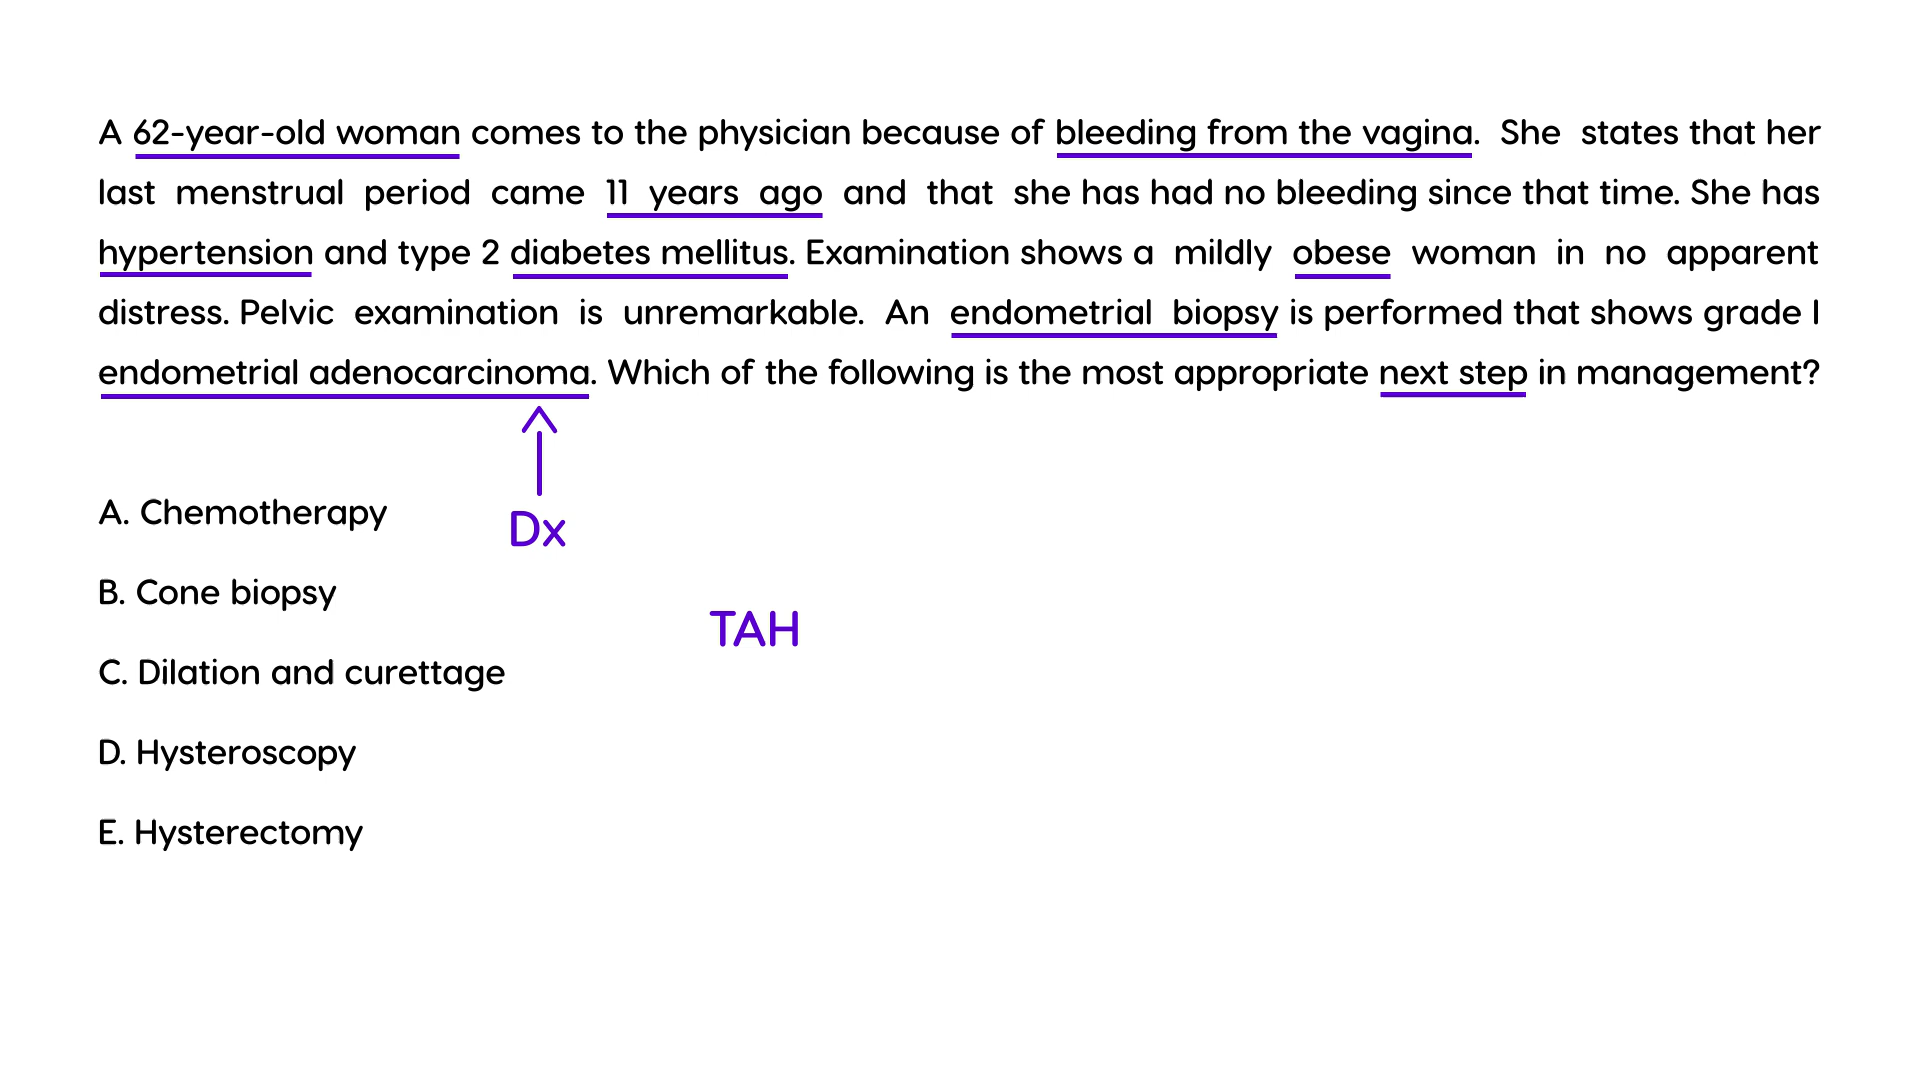 A 62-year-old woman comes to the physician because of bleeding from the vagina. She states that her
last menstrual period came 11 years ago and that she has had no bleeding since that time. She has
hypertension and type 2 diabetes mellitus. Examination shows a mildly obese woman in no apparent
distress. Pelvic examination is unremarkable. An endometrial biopsy is performed that shows grade I
endometrial adenocarcinoma. Which of the following is the most appropriate next step in management?
A. Chemotherapy
Dx
B. Cone biopsy
TAH
C. Dilation and curettage
D. Hysteroscopy
E. Hysterectomy